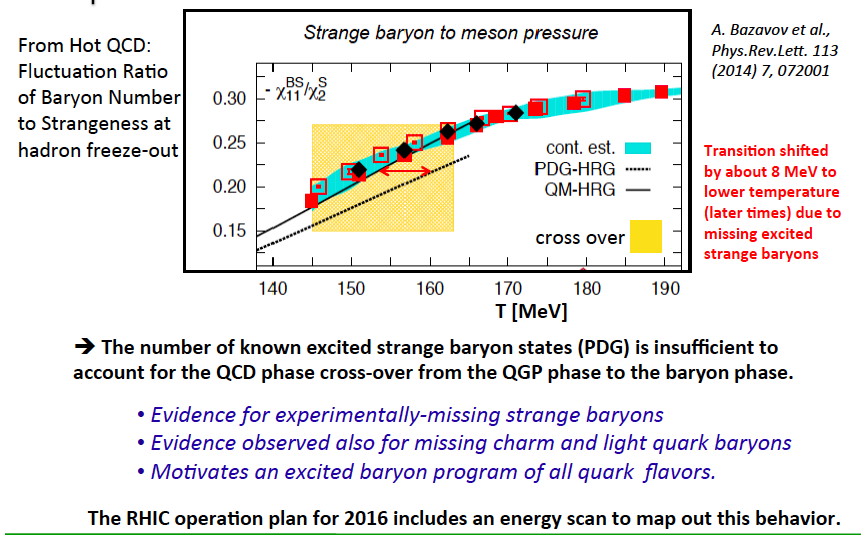 From Hot QCD:
Fluctuation Ratio
of Baryon Number
to Strangeness at
hadron freeze-out
Strange baryon to meson pressure
A. Bazavov et al.,
Phys.Rev.Lett. 113
(2014) 7, 072001
- χ₁₁ᴮˢ/χ₂ˢ
0.30
0.25
0.20
0.15
cont. est.
PDG-HRG
QM-HRG
cross over
140 150 160 170 180 190
T [MeV]
Transition shifted
by about 8 MeV to
lower temperature
(later times) due to
missing excited
strange baryons
➔ The number of known excited strange baryon states (PDG) is insufficient to
account for the QCD phase cross-over from the QGP phase to the baryon phase.
• Evidence for experimentally-missing strange baryons
• Evidence observed also for missing charm and light quark baryons
• Motivates an excited baryon program of all quark flavors.
The RHIC operation plan for 2016 includes an energy scan to map out this behavior.